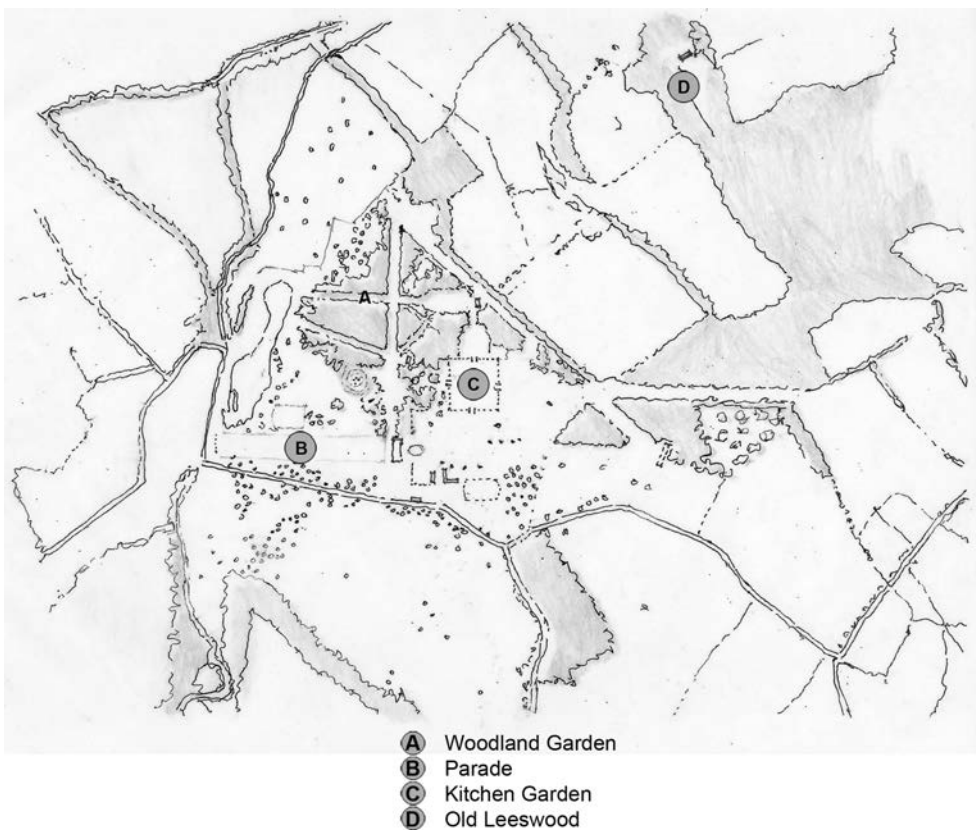 D
A
C
B
A Woodland Garden
B Parade
C Kitchen Garden
D Old Leeswood